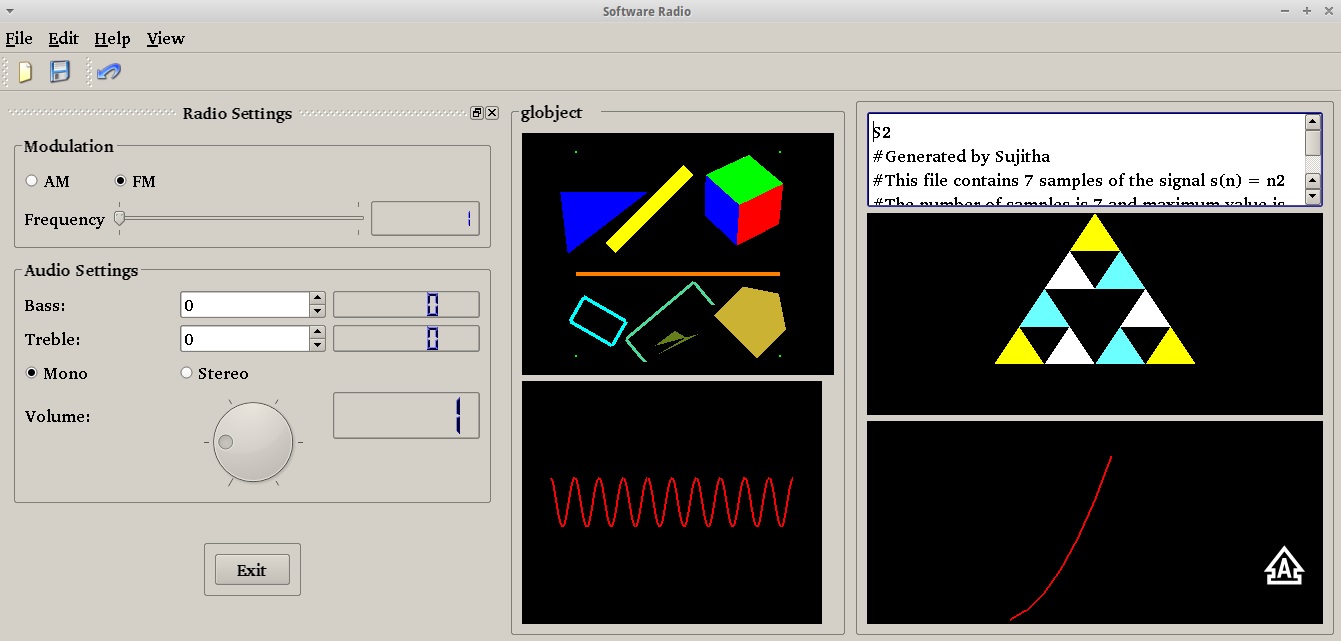 Software Radio
File Edit Help View
Radio Settings
Modulation
AM FM
Frequency 1
Audio Settings
Bass: 0 0
Treble: 0 0
Mono Stereo
Volume: 1
Exit
globject
S2
#Generated by Sujitha
#This file contains 7 samples of the signal s(n) = n2
#The number of samples is 7 and maximum value is
A